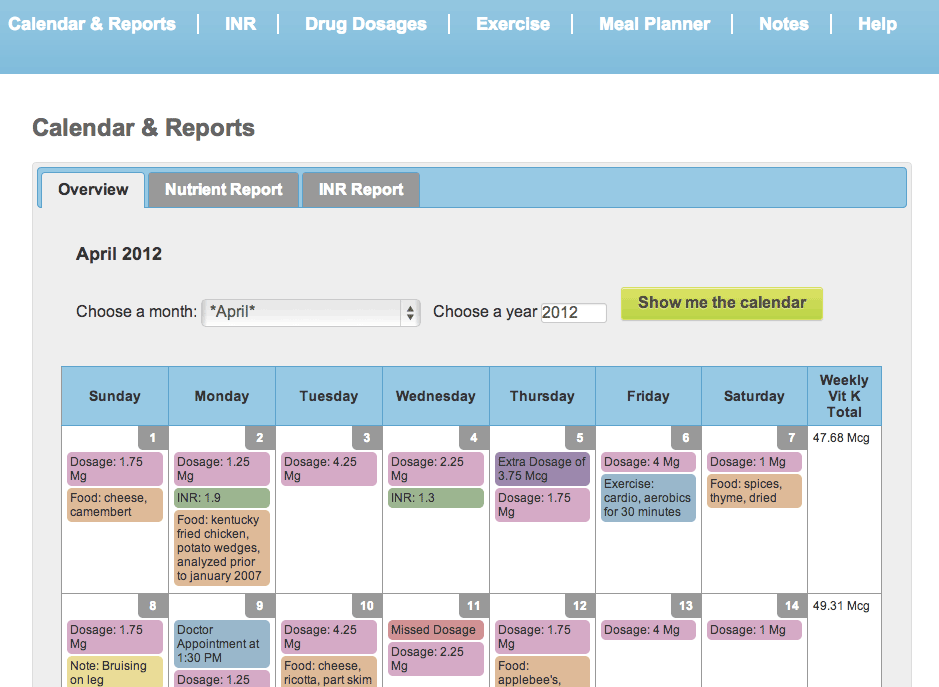 Calendar & Reports INR Drug Dosages Exercise Meal Planner Notes Help
Calendar & Reports
Overview Nutrient Report INR Report
April 2012
Choose a month: *April* Choose a year 2012 Show me the calendar
Sunday Monday Tuesday Wednesday Thursday Friday Saturday Weekly
Vit K
Total
1
Dosage: 1.75
Mg
Food: cheese,
camembert
2
Dosage: 1.25
Mg
INR: 1.9
Food: kentucky
fried chicken,
potato wedges,
analyzed prior
to january 2007
3
Dosage: 4.25
Mg
4
Dosage: 2.25
Mg
INR: 1.3
5
Extra Dosage of
3.75 Mcg
Dosage: 1.75
Mg
6
Dosage: 4 Mg
Exercise:
cardio, aerobics
for 30 minutes
7
Dosage: 1 Mg
Food: spices,
thyme, dried
47.68 Mcg
8
Dosage: 1.75
Mg
Note: Bruising
on leg
9
Doctor
Appointment at
1:30 PM
Dosage: 1.25
10
Dosage: 4.25
Mg
Food: cheese,
ricotta, part skim
11
Missed Dosage
Dosage: 2.25
Mg
12
Dosage: 1.75
Mg
Food:
applebee's,
13
Dosage: 4 Mg
14
Dosage: 1 Mg
49.31 Mcg